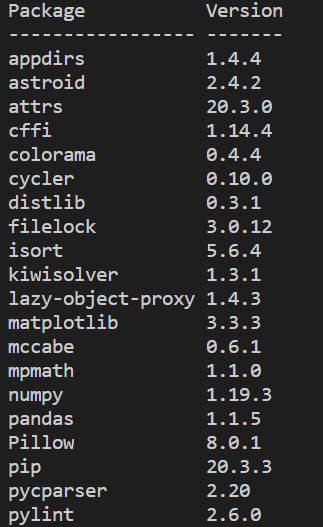 Package           Version
----------------- -------
appdirs           1.4.4
astroid           2.4.2
attrs             20.3.0
cffi              1.14.4
colorama          0.4.4
cycler            0.10.0
distlib           0.3.1
filelock          3.0.12
isort             5.6.4
kiwisolver        1.3.1
lazy-object-proxy 1.4.3
matplotlib        3.3.3
mccabe            0.6.1
mpmath            1.1.0
numpy             1.19.3
pandas            1.1.5
Pillow            8.0.1
pip               20.3.3
pycparser         2.20
pylint            2.6.0